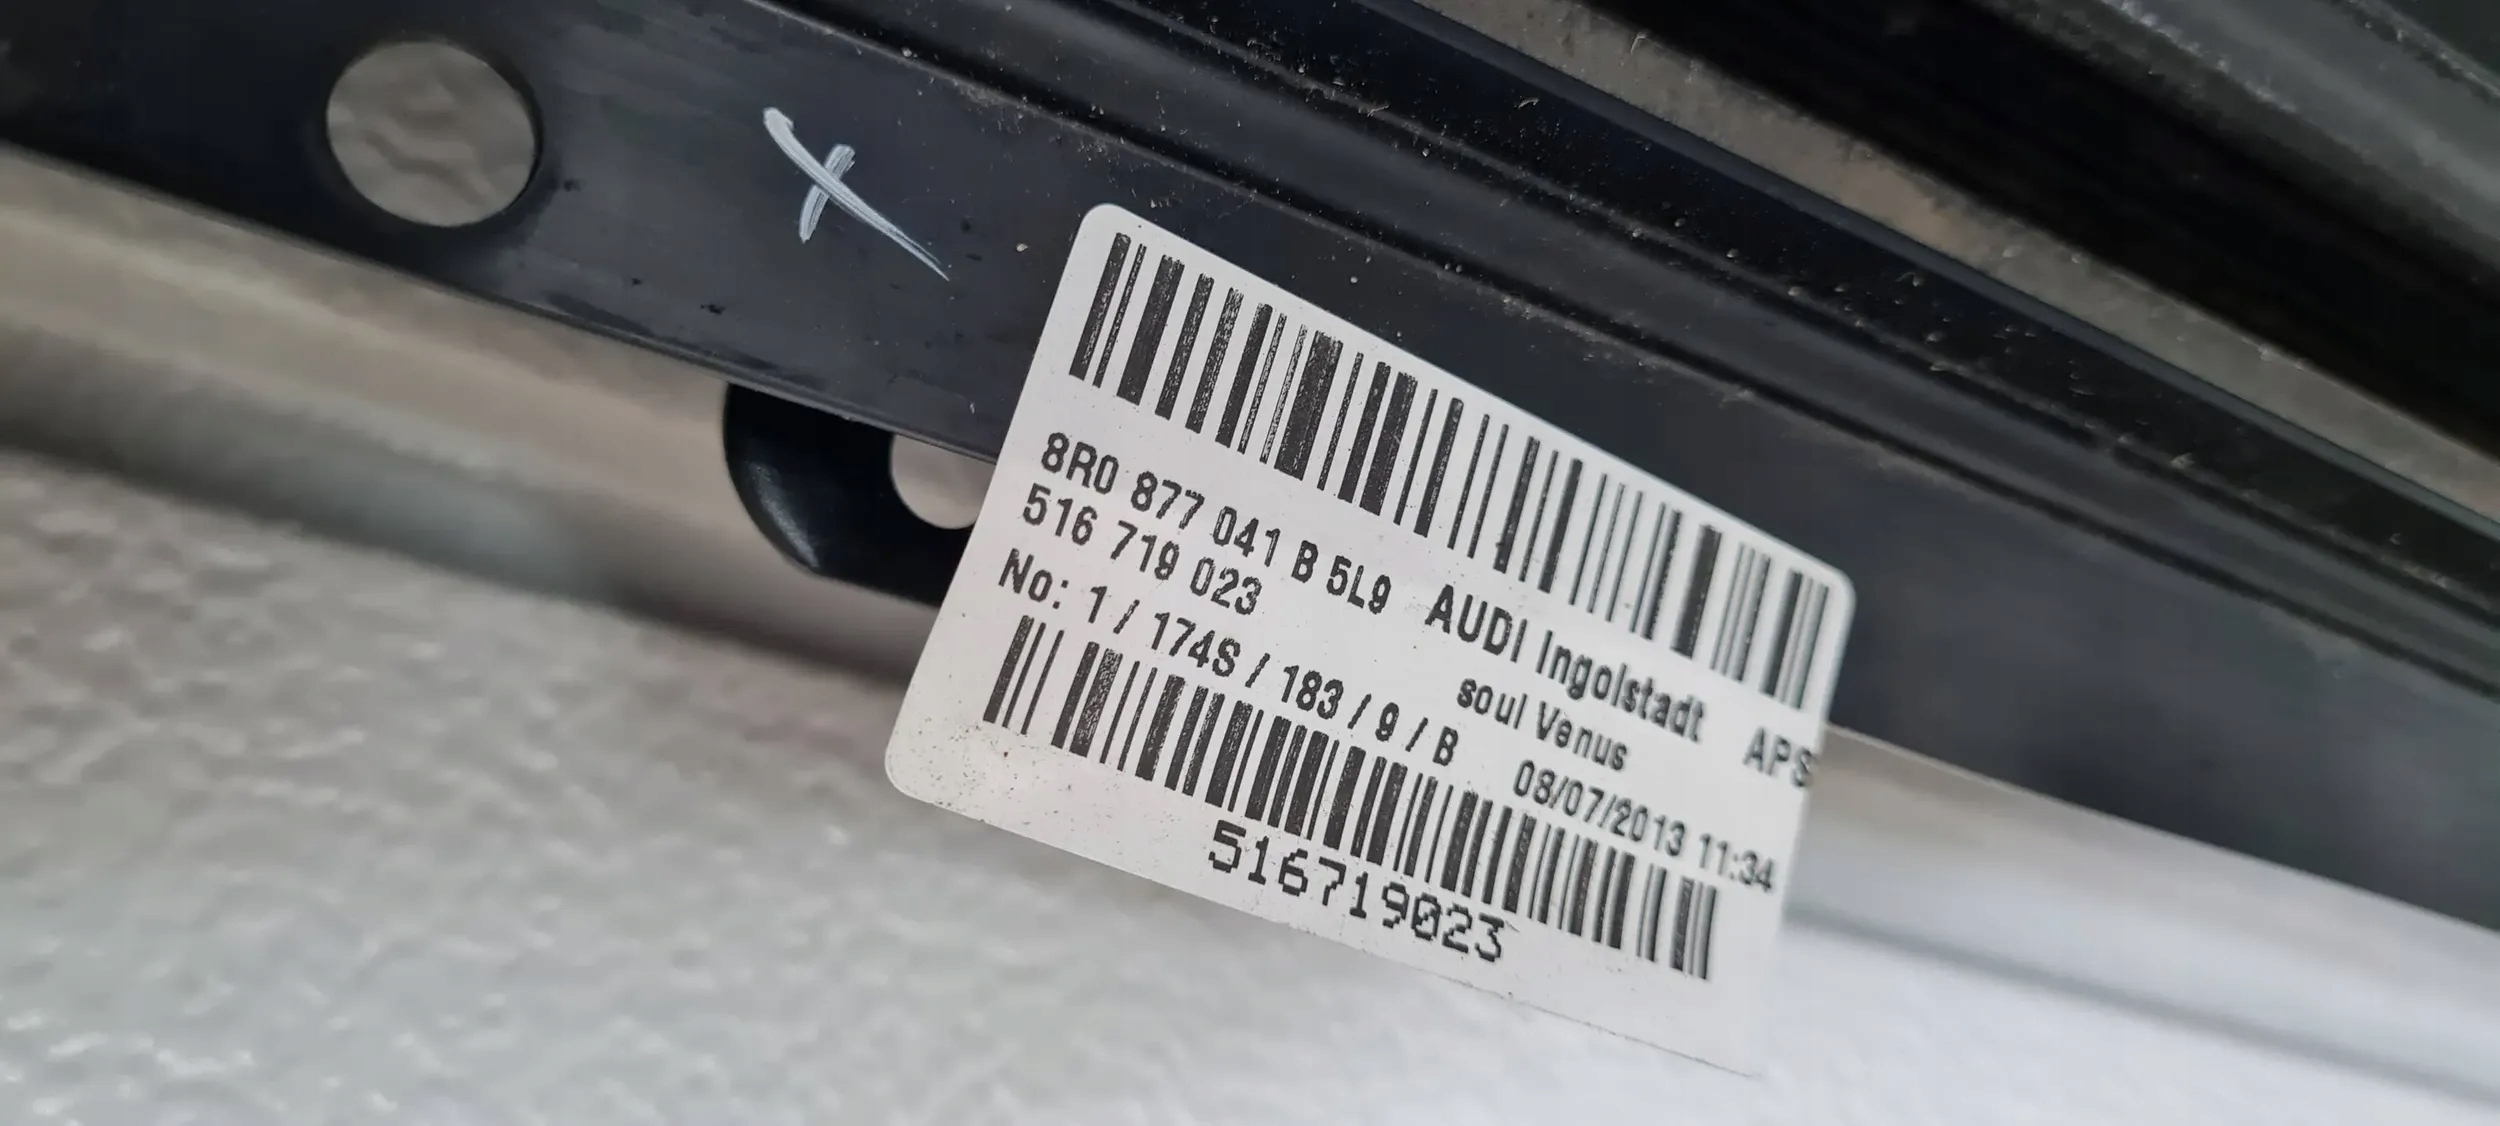 8R0 877 041 B 5L9 AUDI Ingolstadt APS
516 719 023 soul Venus
No: 1 / 174S / 183 / 9 / B 08/07/2013 11:34
516719023